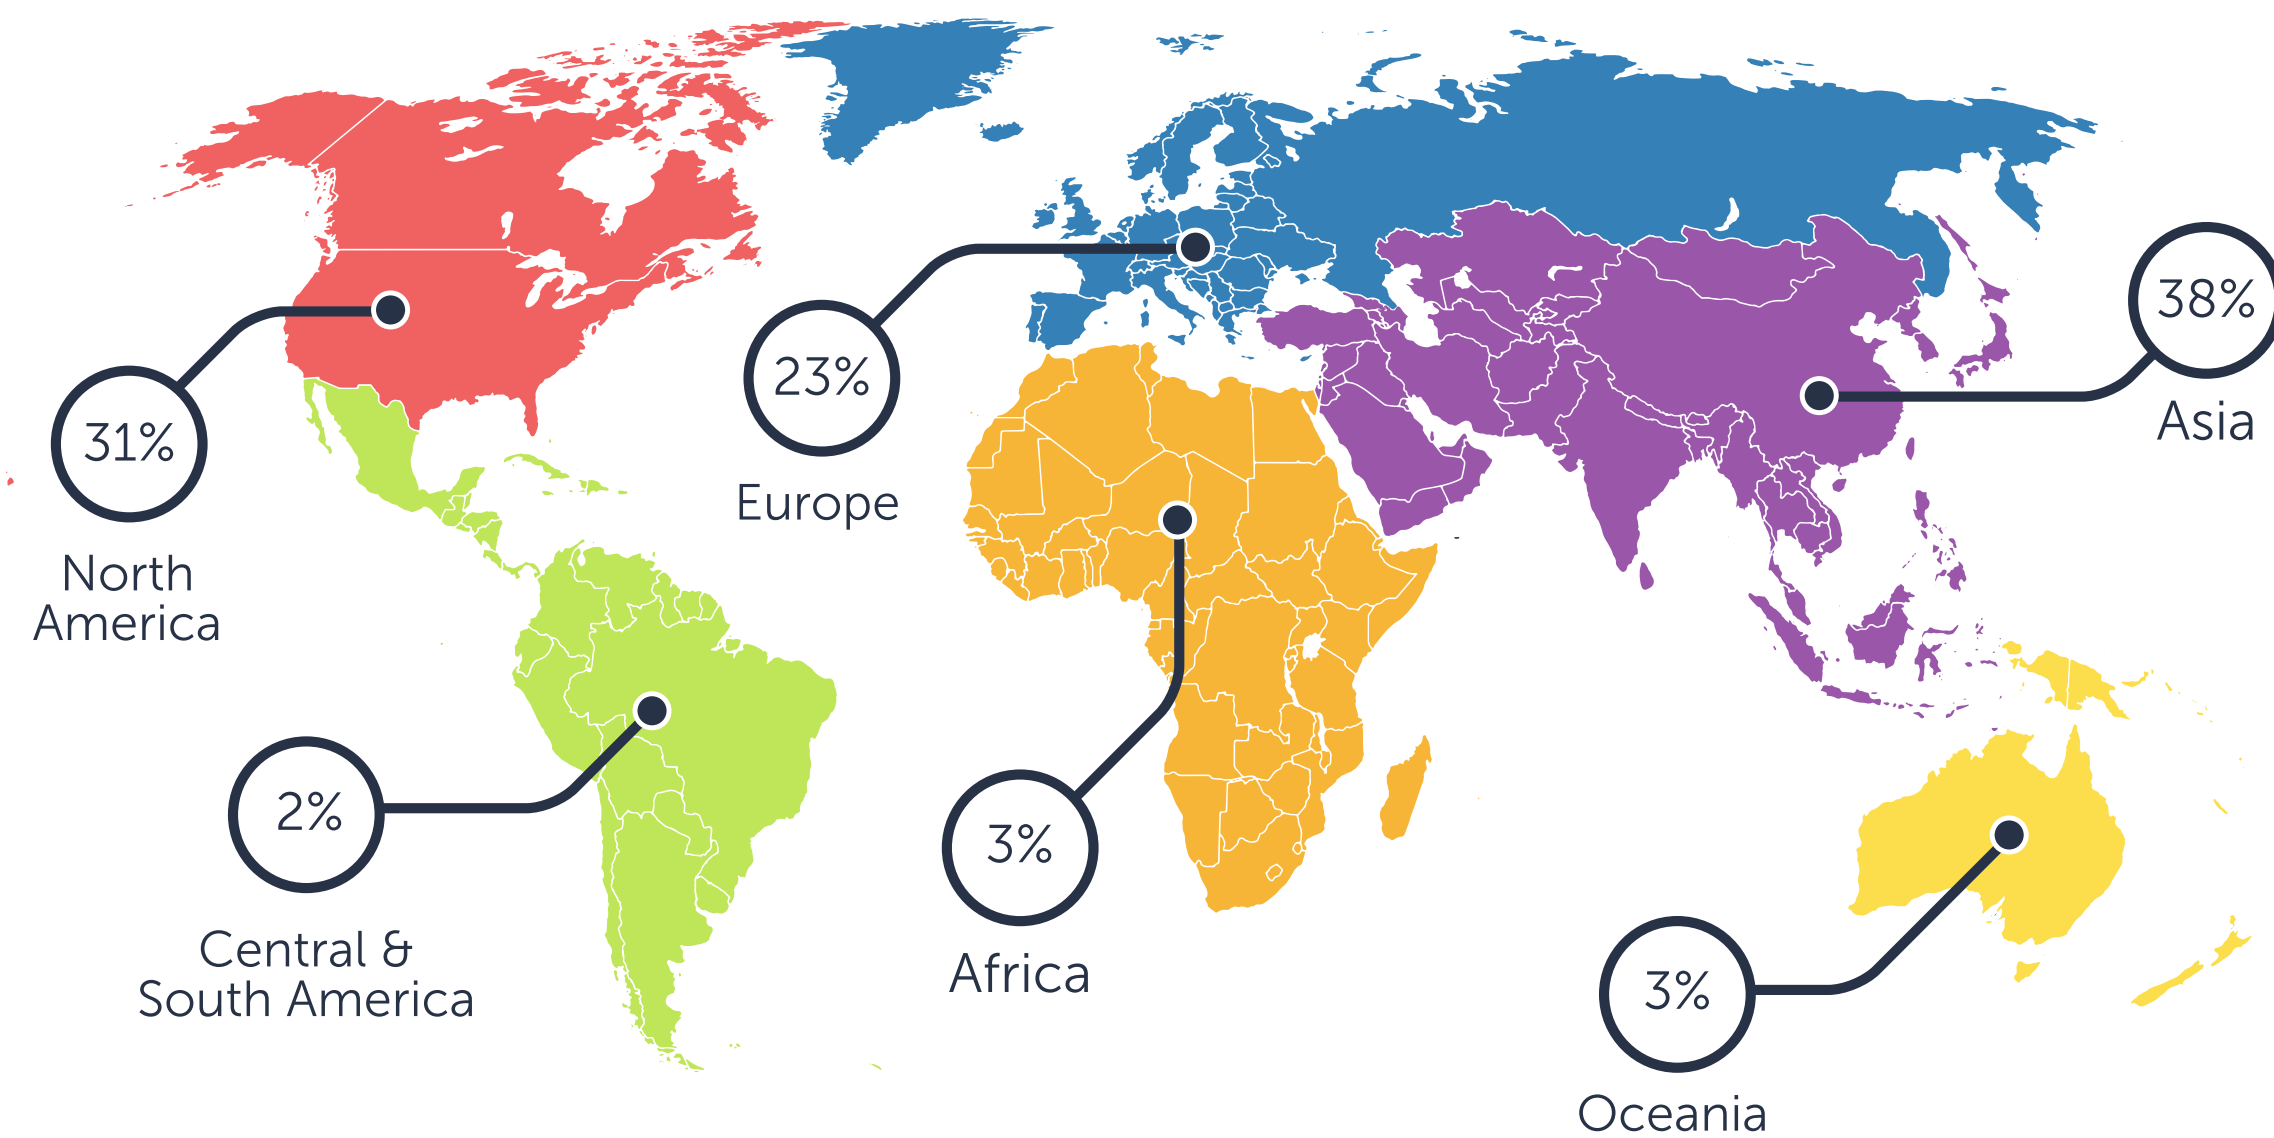 31%
North
America
23%
Europe
38%
Asia
2%
Central &
South America
3%
Africa
3%
Oceania